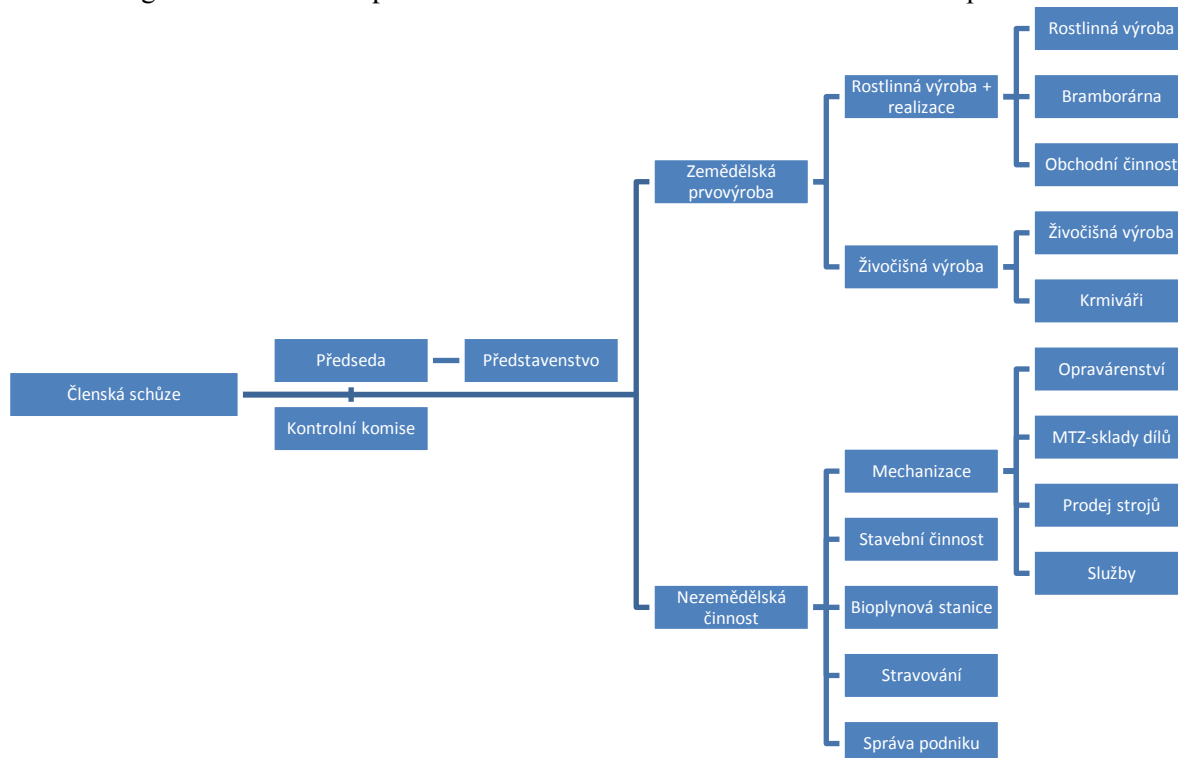 Rostlinná výroba
Rostlinná výroba +
realizace
Bramborárna
Obchodní činnost
Zemědělská
prvovýroba
Živočišná výroba
Živočišná výroba
Krmiváři
Předseda
Představenstvo
Členská schůze
Kontrolní komise
Opravárenství
MTZ-sklady dílů
Mechanizace
Prodej strojů
Stavební činnost
Služby
Nezemědělská
činnost
Bioplynová stanice
Stravování
Správa podniku